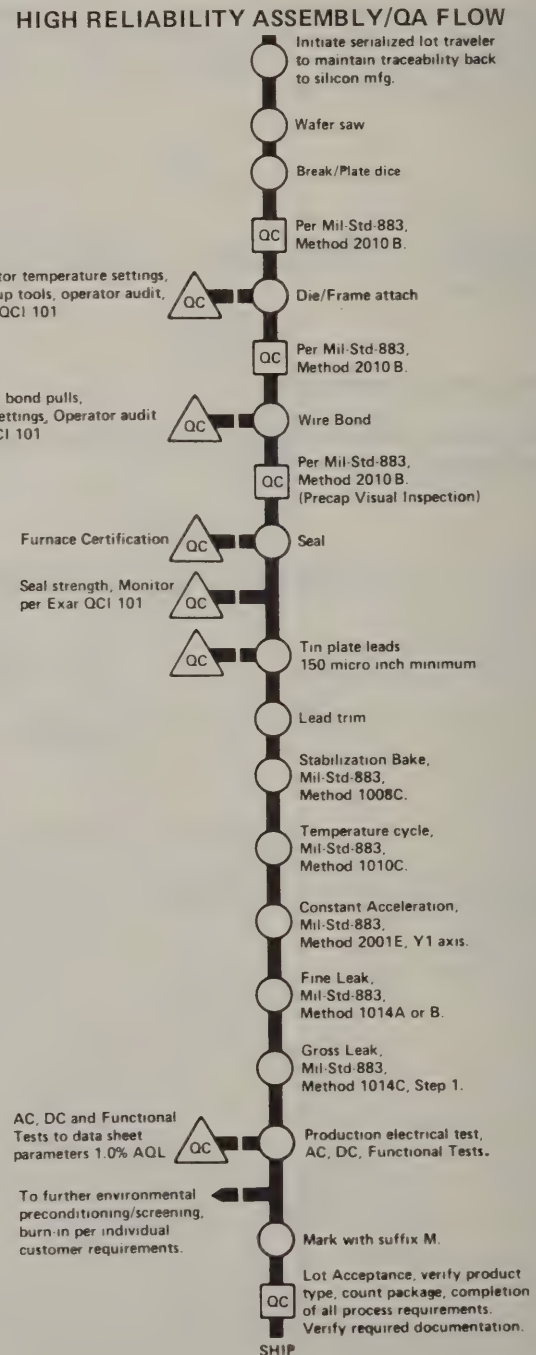 HIGH RELIABILITY ASSEMBLY/QA FLOW
Initiate serialized lot traveler
to maintain traceability back
to silicon mfg.
Wafer saw
Break/Plate dice
QC
Per Mil-Std-883,
Method 2010 B.
tor temperature settings,
up tools, operator audit,
QCI 101
QC
Die/Frame attach
QC
Per Mil-Std-883,
Method 2010 B.
bond pulls,
ettings, Operator audit
CI 101
QC
Wire Bond
QC
Per Mil-Std-883,
Method 2010 B.
(Precap Visual Inspection)
Furnace Certification
QC
Seal
Seal strength, Monitor
per Exar QCI 101
QC
QC
Tin plate leads
150 micro inch minimum
Lead trim
Stabilization Bake,
Mil-Std-883,
Method 1008C.
Temperature cycle,
Mil-Std-883,
Method 1010C.
Constant Acceleration,
Mil-Std-883,
Method 2001E, Y1 axis.
Fine Leak,
Mil-Std-883,
Method 1014A or B.
Gross Leak,
Mil-Std-883,
Method 1014C, Step 1.
AC, DC and Functional
Tests to data sheet
parameters 1.0% AQL
QC
Production electrical test,
AC, DC, Functional Tests.
To further environmental
preconditioning/screening,
burn-in per individual
customer requirements.
Mark with suffix M.
QC
Lot Acceptance, verify product
type, count package, completion
of all process requirements.
Verify required documentation.
SHIP